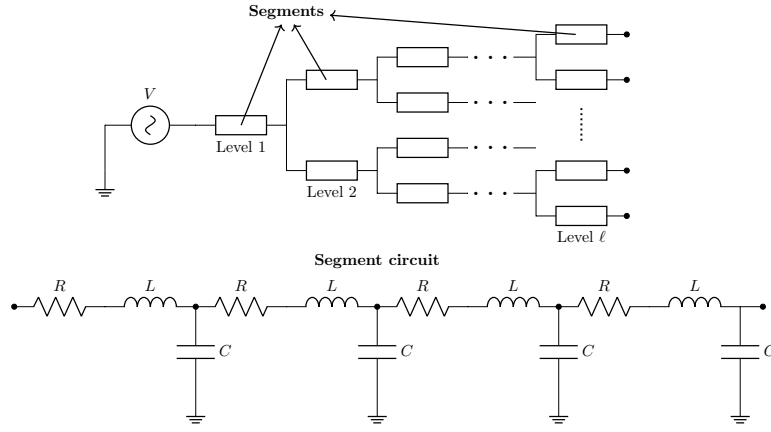 Segments
V
Level 1
Level 2
Level ℓ
Segment circuit
R L R L R L R L
C C C C